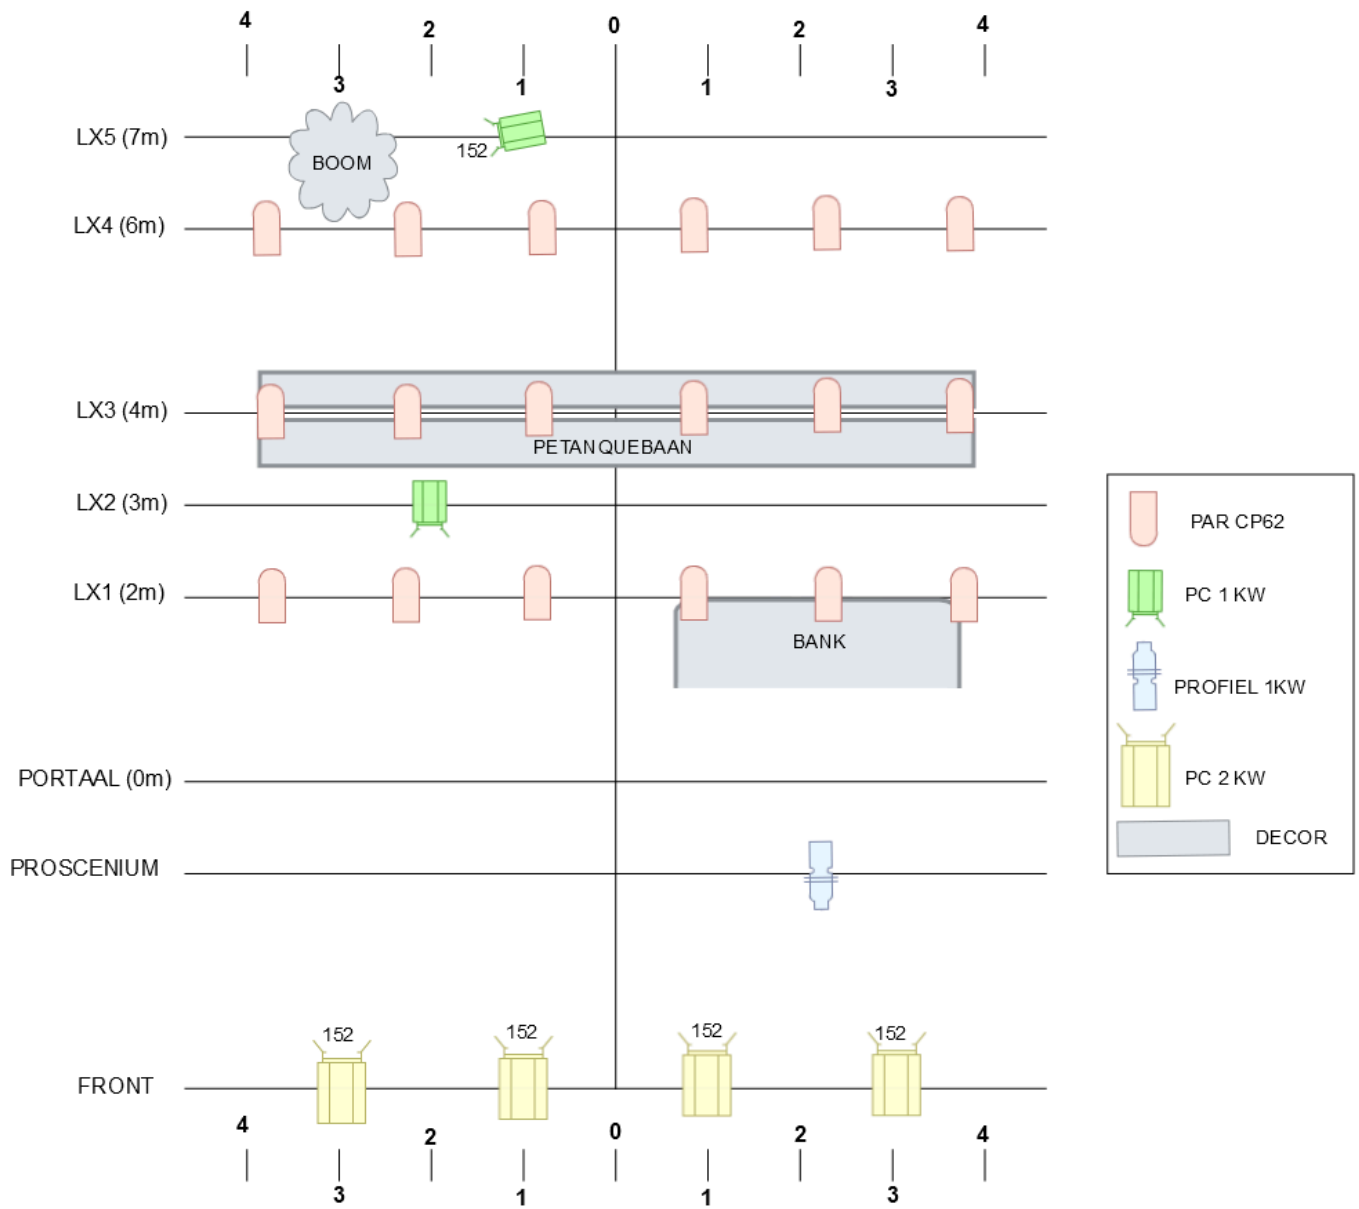 4 2 0 2 4
3 1 1 3
LX5 (7m)
152
BOOM
LX4 (6m)
LX3 (4m)
PETANQUEBAAN
LX2 (3m)
LX1 (2m)
BANK
PORTAAL (0m)
PROSCENIUM
152 152 152 152
FRONT
4 2 0 2 4
3 1 1 3
PAR CP62
PC 1 KW
PROFIEL 1KW
PC 2 KW
DECOR